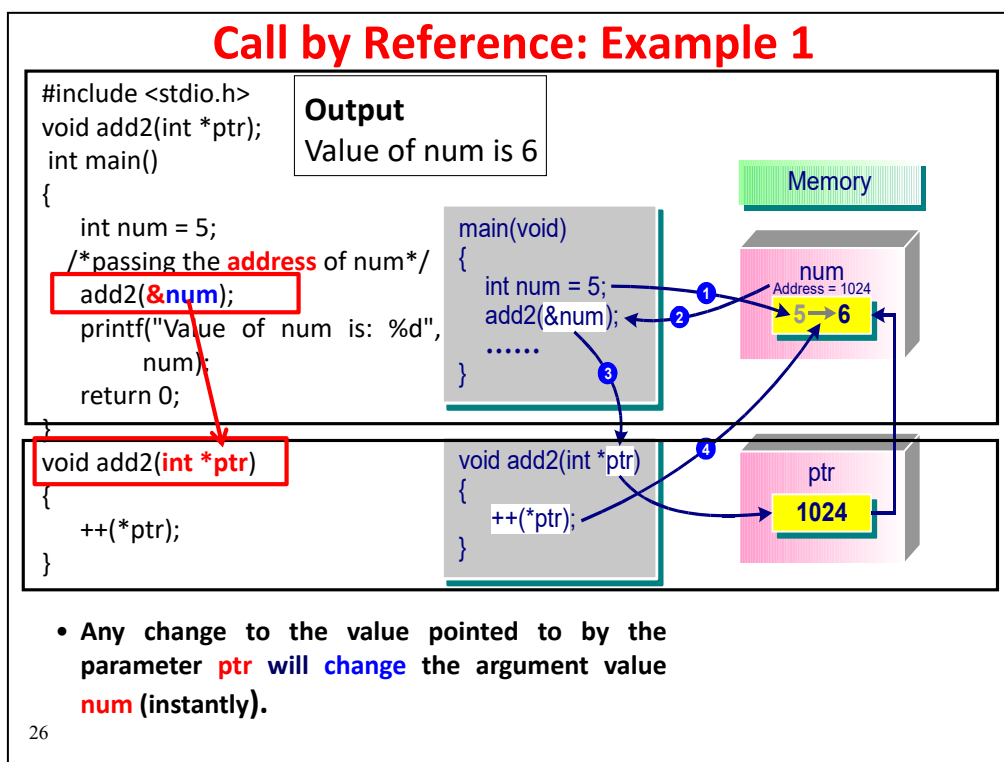 Call by Reference: Example 1
#include <stdio.h>
void add2(int *ptr);
int main()
{
int num = 5;
/*passing the address of num*/
add2(&num);
printf("Value of num is: %d",
num);
return 0;
}
Output
Value of num is 6
main(void)
{
int num = 5;
add2(&num);
......
}
1
2
3
Memory
num
Address = 1024
5→6
void add2(int *ptr)
{
++(*ptr);
}
void add2(int *ptr)
{
++(*ptr);
}
4
ptr
1024
• Any change to the value pointed to by the
parameter ptr will change the argument value
num (instantly).
26